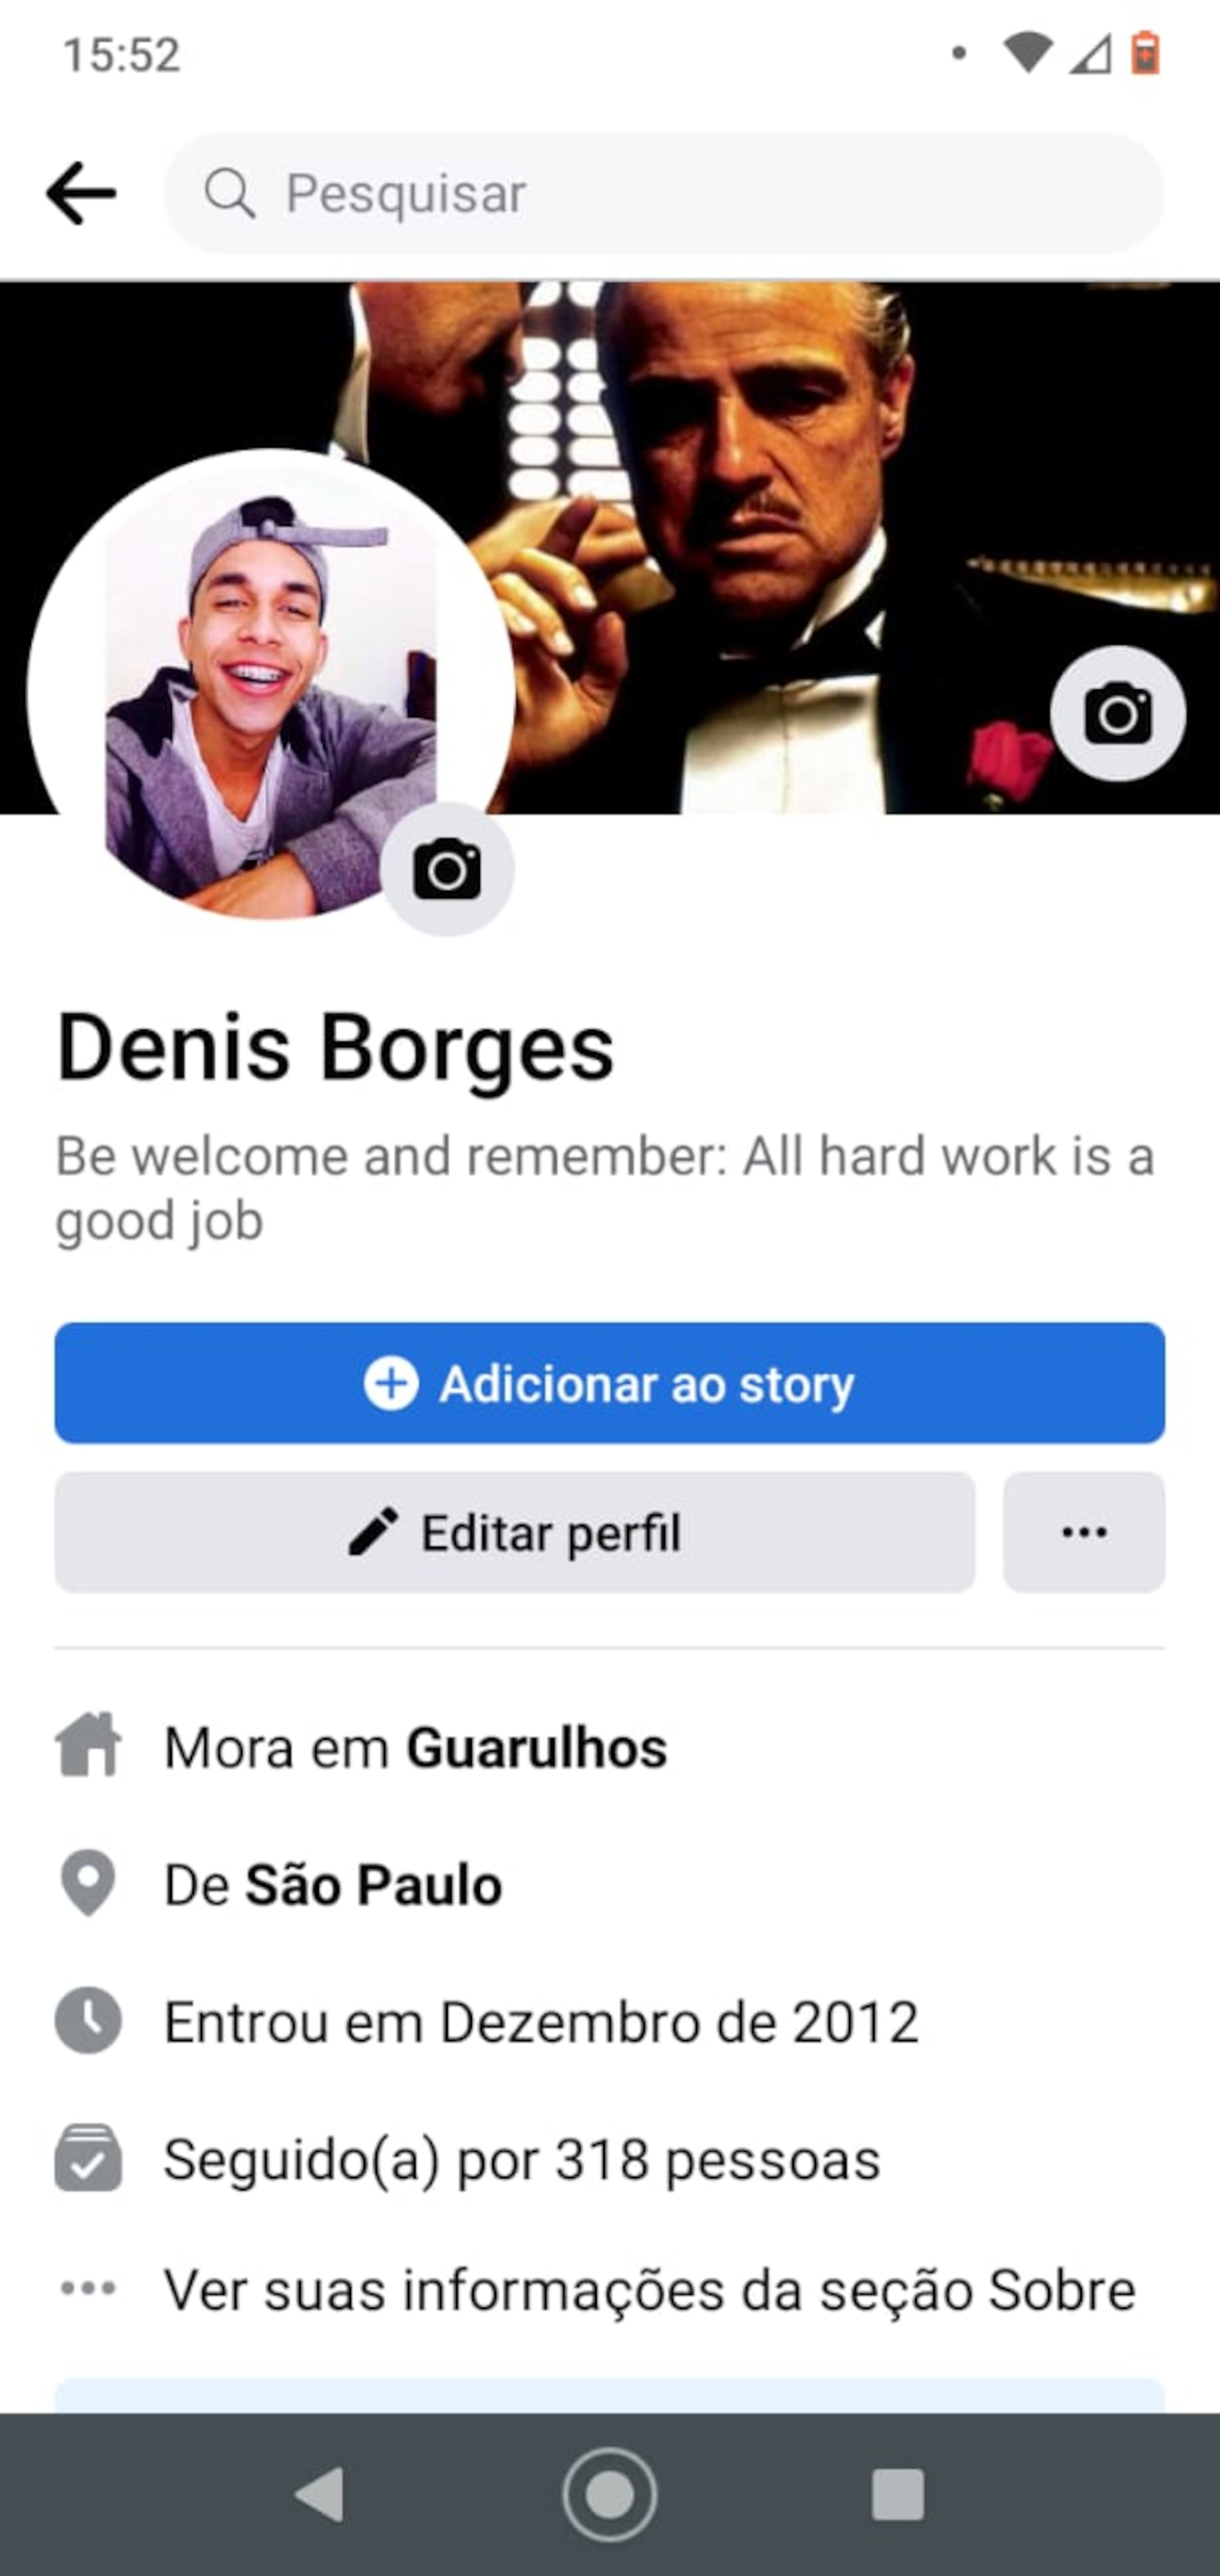 15:52
Pesquisar
Denis Borges
Be welcome and remember: All hard work is a
good job
Adicionar ao story
Editar perfil
Mora em Guarulhos
De São Paulo
Entrou em Dezembro de 2012
Seguido(a) por 318 pessoas
Ver suas informações da seção Sobre